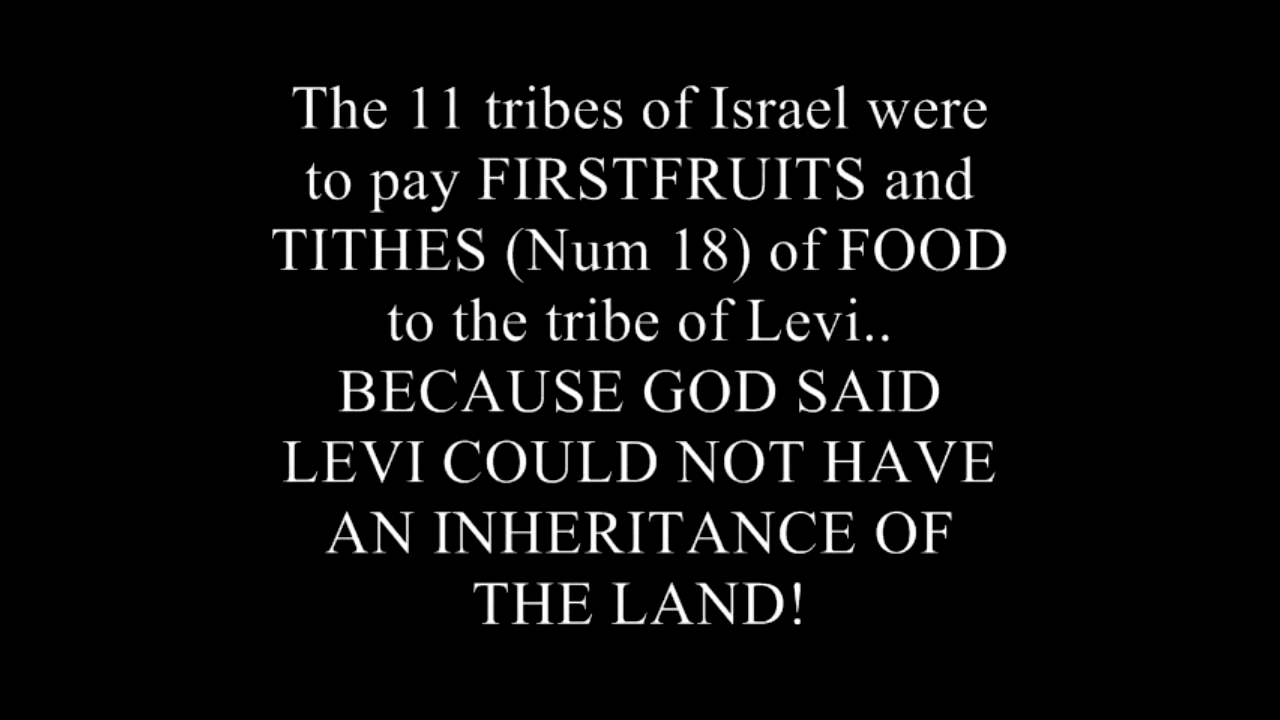 The 11 tribes of Israel were
to pay FIRSTFRUITS and
TITHES (Num 18) of FOOD
to the tribe of Levi..
BECAUSE GOD SAID
LEVI COULD NOT HAVE
AN INHERITANCE OF
THE LAND!